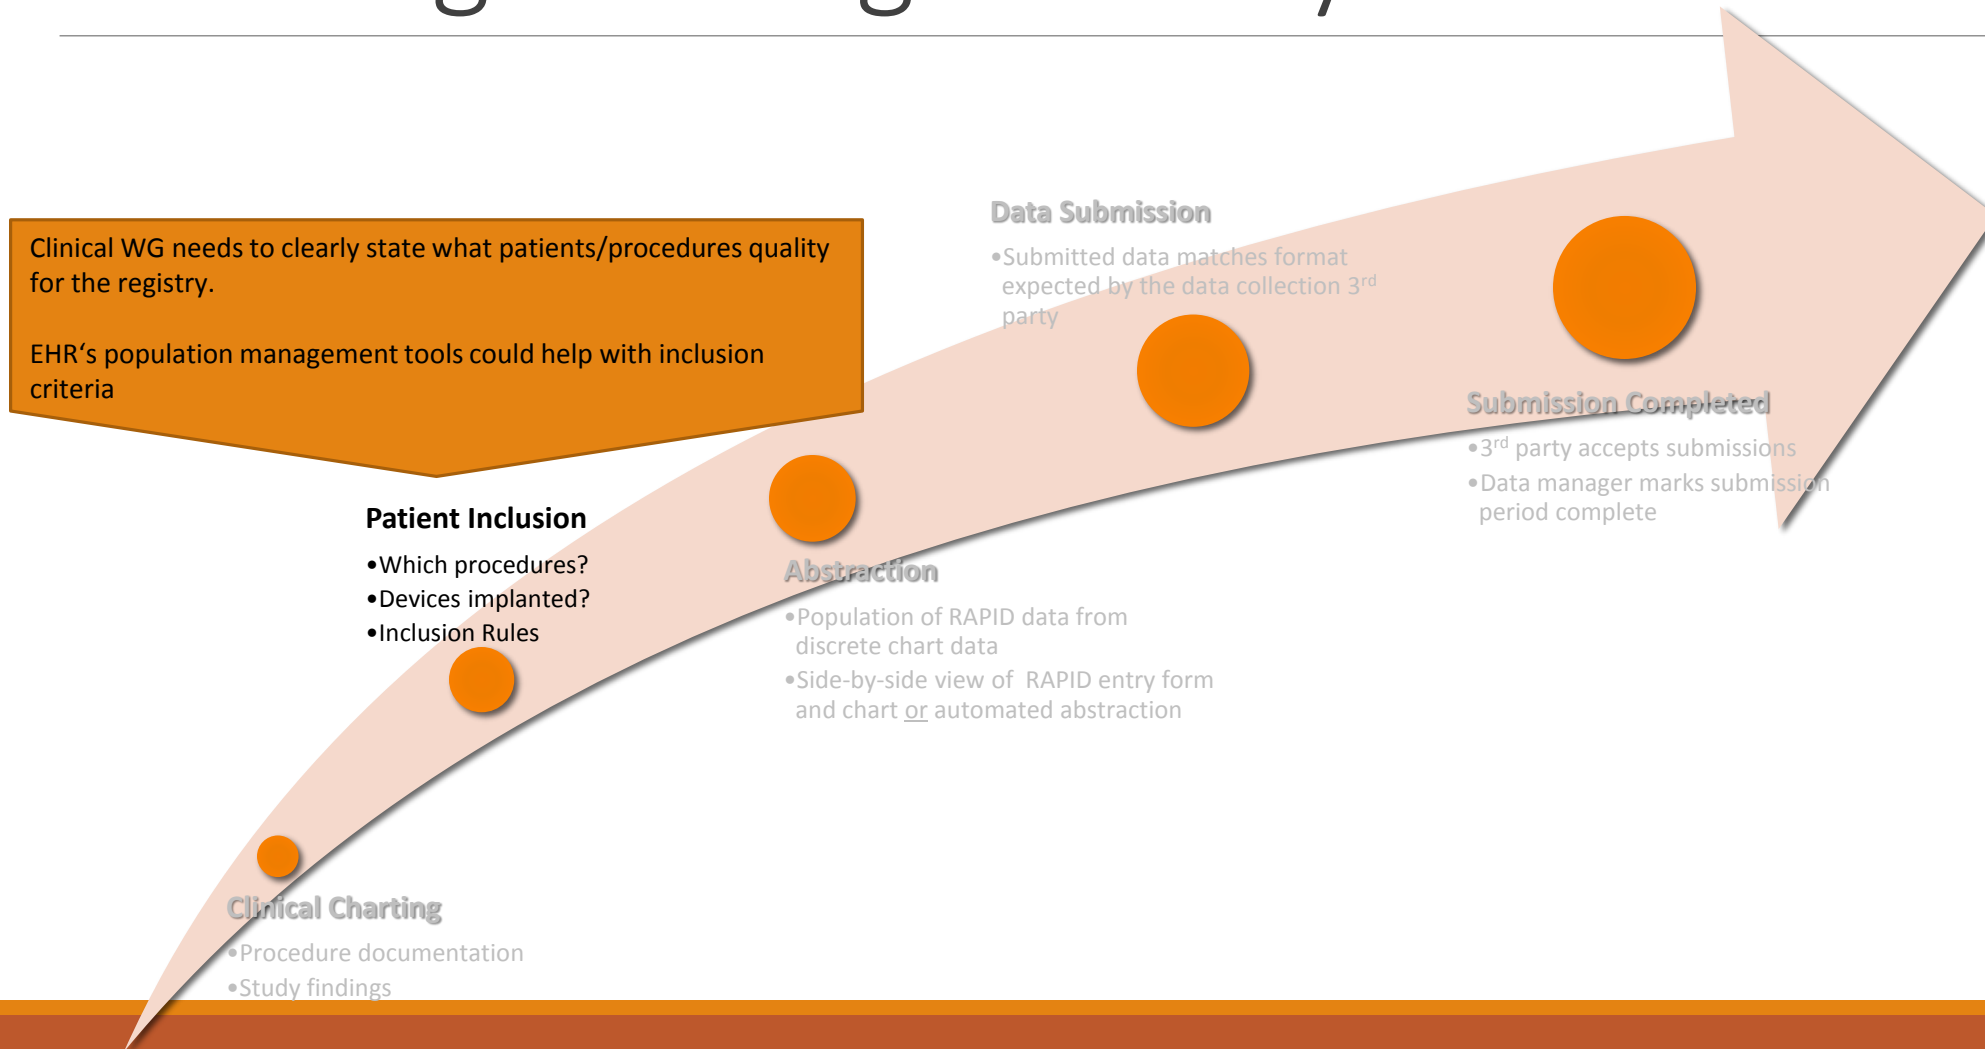 Clinical WG needs to clearly state what patients/procedures quality
for the registry.
EHR‘s population management tools could help with inclusion
criteria
Data Submission
•Submitted data matches format
expected by the data collection 3rd
party
Submission Completed
•3rd party accepts submissions
•Data manager marks submission
period complete
Patient Inclusion
•Which procedures?
•Devices implanted?
•Inclusion Rules
Abstraction
•Population of RAPID data from
discrete chart data
•Side-by-side view of RAPID entry form
and chart or automated abstraction
Clinical Charting
•Procedure documentation
•Study findings